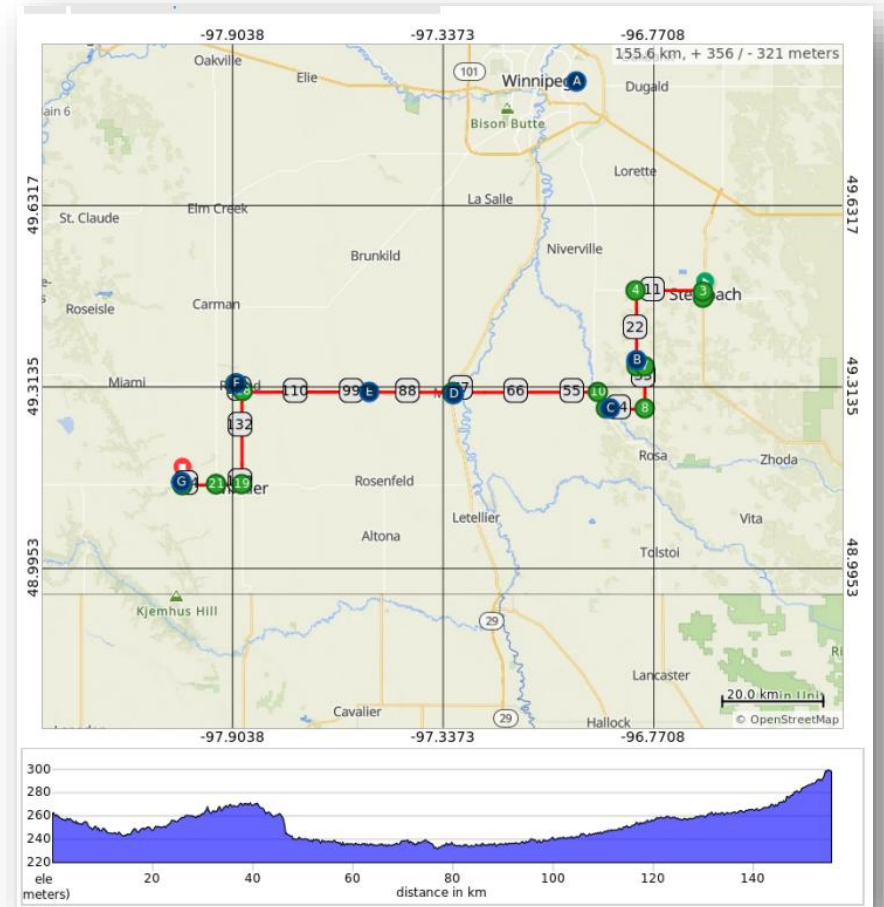 -97.9038 -97.3373 -96.7708
155.6 km, + 356 / - 321 meters
Oakville
Elie
101
Winnipeg
A
Dugald
Bison Butte
Lorette
49.6317
49.6317
La Salle
Elm Creek
St. Claude
Niverville
Brunkild
4
11
3
Carman
Roseisle
22
B
Miami
49.3135
49.3135
110
99
E
88
D
66
55
10
C
8
132
Rosa
Zhoda
G
21
19
Rosenfeld
Letellier
Vita
Altona
Tolstoi
48.9953
48.9953
Kjemhus Hill
29
Lancaster
20.0 km
Cavalier
29
Hallock
© OpenStreetMap
-97.9038 -97.3373 -96.7708
300
280
260
240
220
ele
meters)
20 40 60 80 100 120 140
distance in km